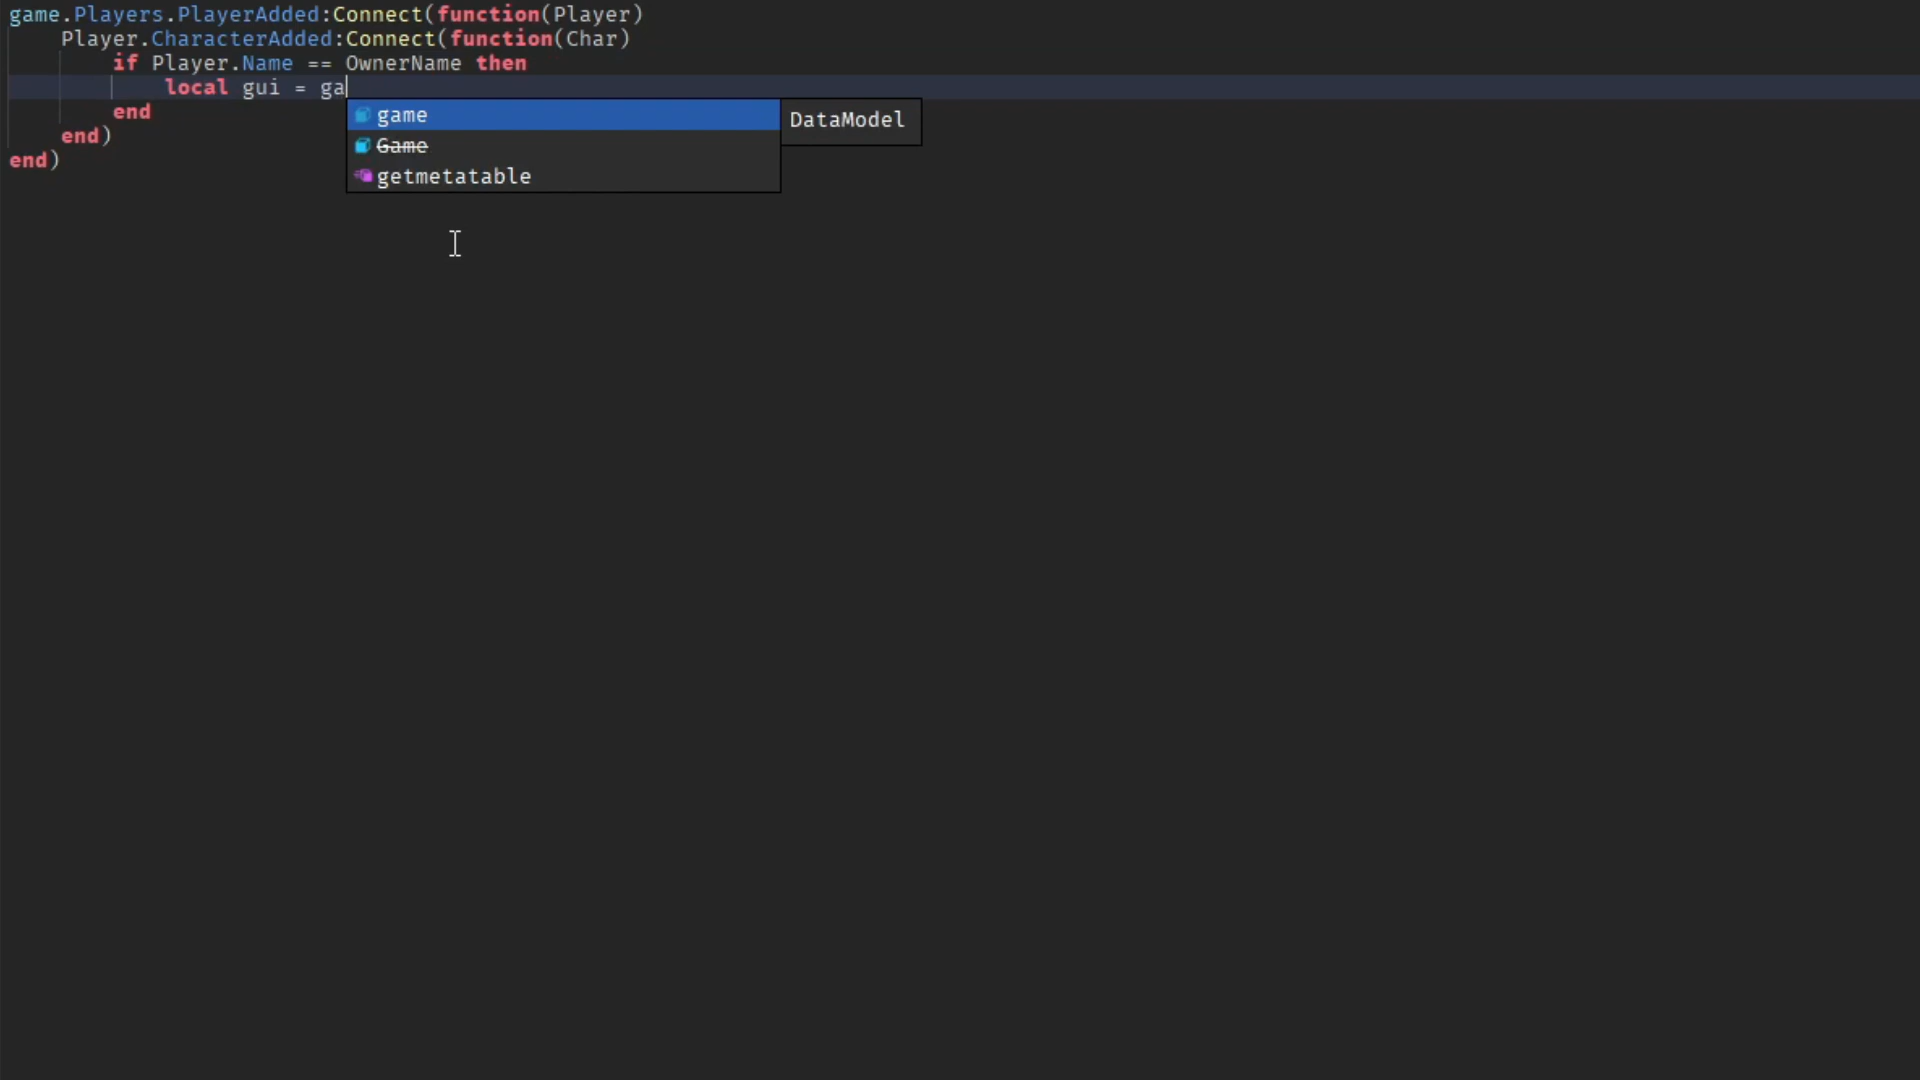 game.Players.PlayerAdded:Connect(function(Player)
Player.CharacterAdded:Connect(function(Char)
if Player.Name == OwnerName then
local gui = ga
end
end)
end)
game
Game
getmetatable
DataModel